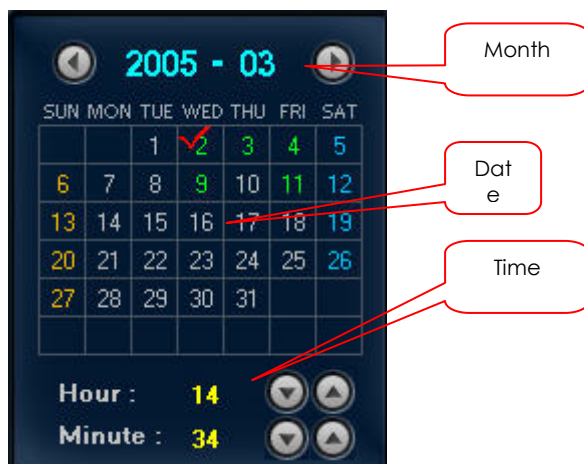 2005 - 03
Month
SUN MON TUE WED THU FRI SAT
1 2 3 4 5
6 7 8 9 10 11 12
Dat
e
13 14 15 16 17 18 19
20 21 22 23 24 25 26
Time
27 28 29 30 31
Hour : 14
Minute : 34